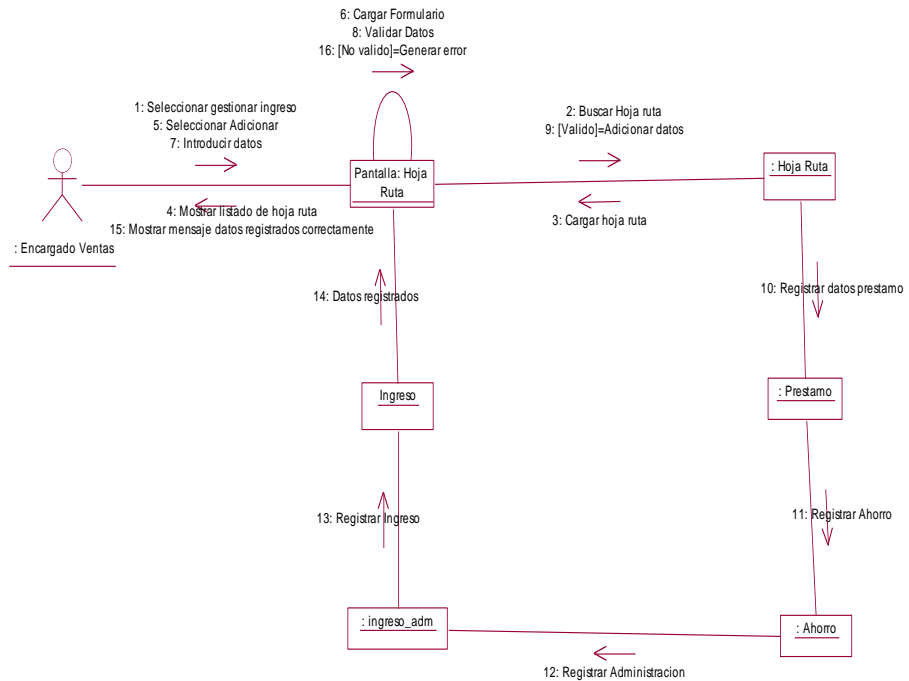 6: Cargar Formulario
8: Validar Datos
16: [No valido]=Generar error
1: Seleccionar gestionar ingreso
5: Seleccionar Adicionar
7: Introducir datos
2: Buscar Hoja ruta
9: [Valido]=Adicionar datos
Pantalla: Hoja
Ruta
: Hoja Ruta
4: Mostrar listado de hoja ruta
15: Mostrar mensaje datos registrados correctamente
3: Cargar hoja ruta
: Encargado Ventas
14: Datos registrados
10: Registrar datos prestamo
Ingreso
: Prestamo
13: Registrar Ingreso
11: Registrar Ahorro
: ingreso_adm
: Ahorro
12: Registrar Administracion